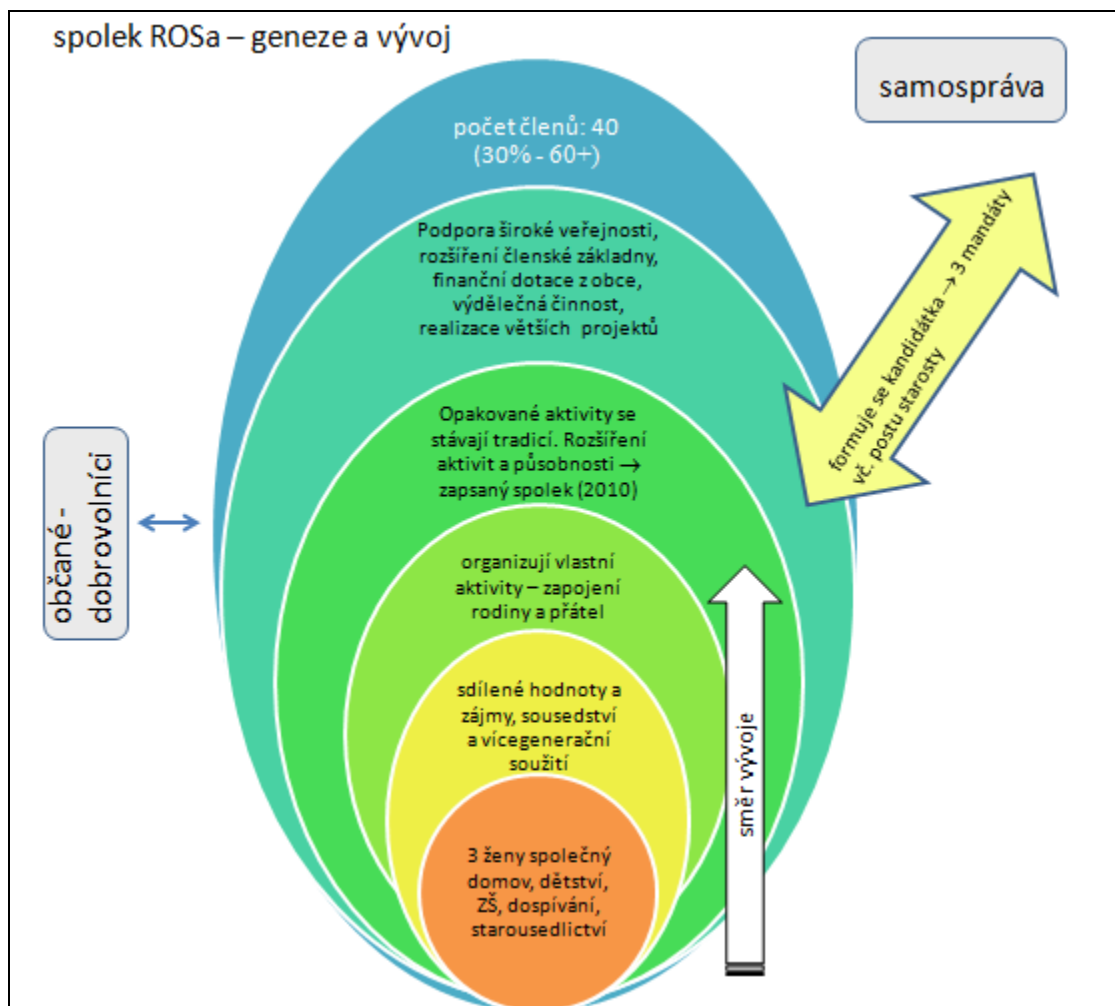 spolek ROSa – geneze a vývoj
samospráva
počet členů: 40
(30% - 60+)
Podpora široké veřejnosti,
rozšíření členské základny,
finanční dotace z obce,
výdělečná činnost,
realizace větších projektů
formuje se kandidátka → 3 mandáty
vč. postu starosty
Opakované aktivity se
stávají tradicí. Rozšíření
aktivit a působnosti →
zapsaný spolek (2010)
občané -
dobrovolníci
organizují vlastní
aktivity – zapojení
rodiny a přátel
sdílené hodnoty a
zájmy, sousedství
a vícegenerační
soužití
směr vývoje
3 ženy společný
domov, dětství,
ZŠ, dospívání,
starousedlictví